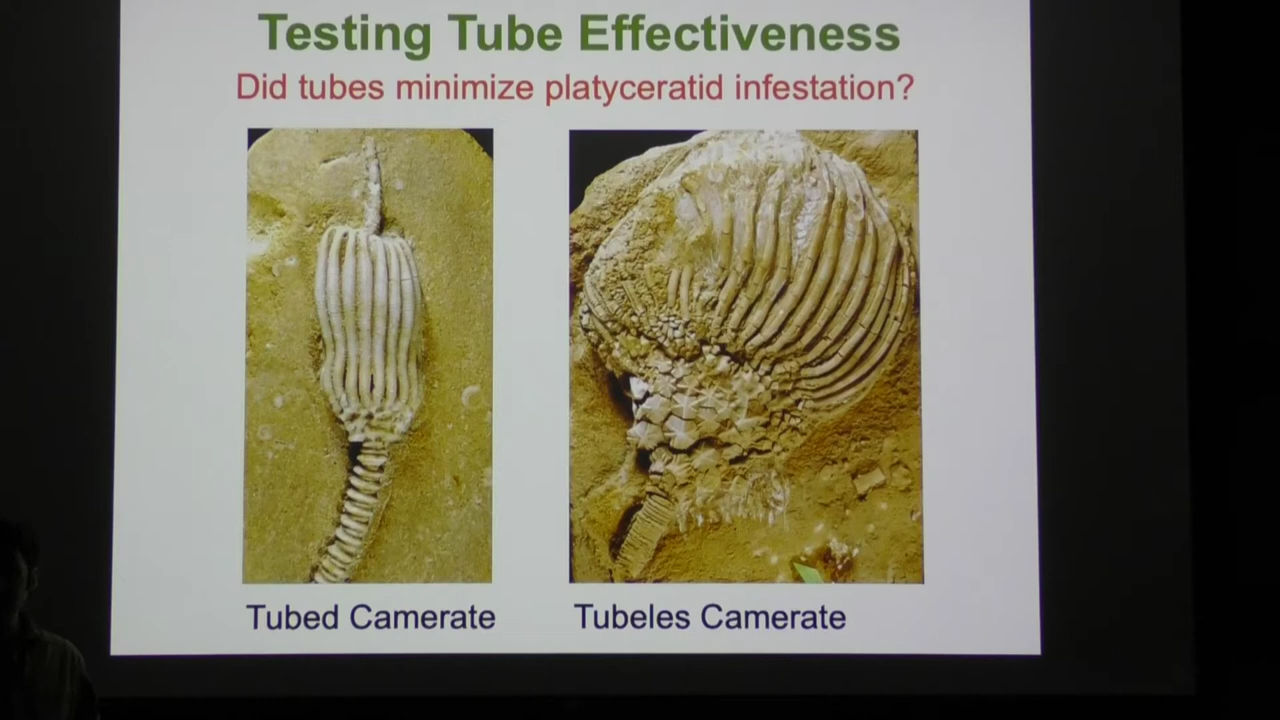 Testing Tube Effectiveness
Did tubes minimize platyceratid infestation?
Tubed Camerate
Tubeles Camerate